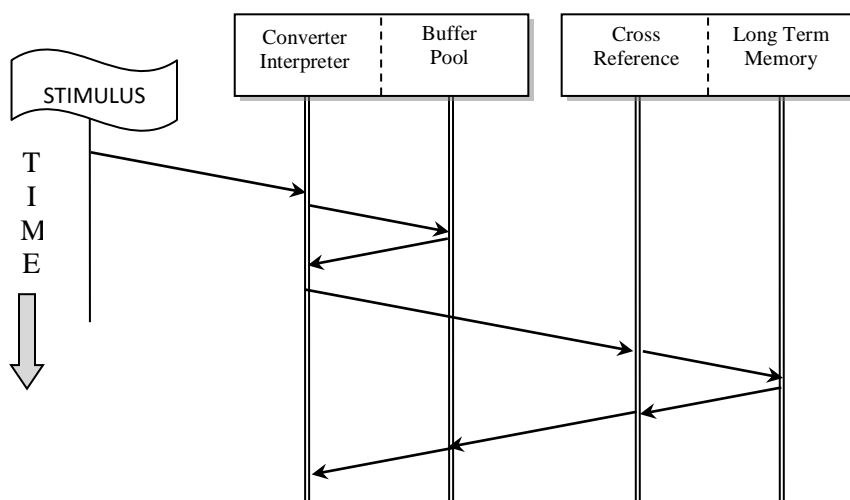 Converter
Interpreter
Buffer
Pool
Cross
Reference
Long Term
Memory
STIMULUS
T
I
M
E